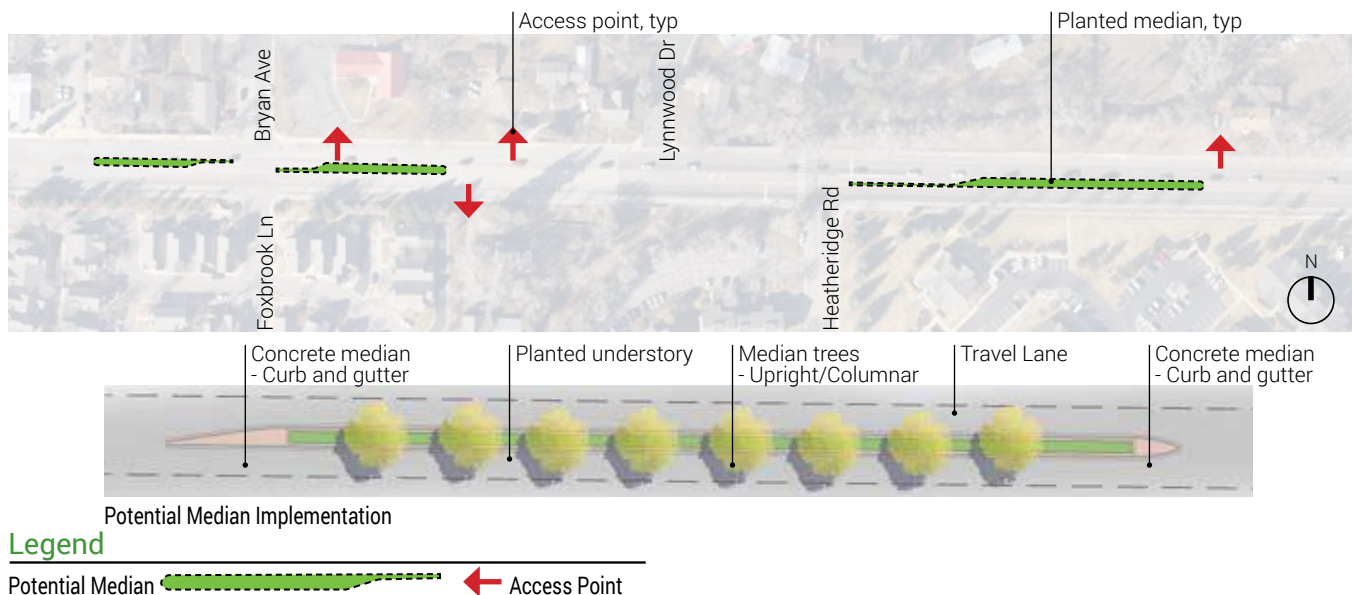 Access point, typ
Planted median, typ
Bryan Ave
Lynnwood Dr
Foxbrook Ln
Heatheridge Rd
N
Concrete median
- Curb and gutter
Planted understory
Median trees
- Upright/Columnar
Travel Lane
Concrete median
- Curb and gutter
Potential Median Implementation
Legend
Potential Median
Access Point